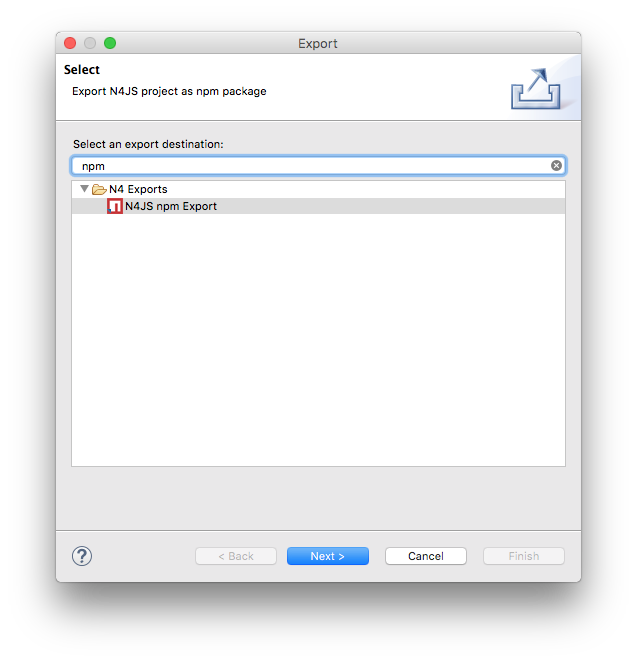 Export
Select
Export N4JS project as npm package
Select an export destination:
npm
N4 Exports
N4JS npm Export
?
< Back
Next >
Cancel
Finish